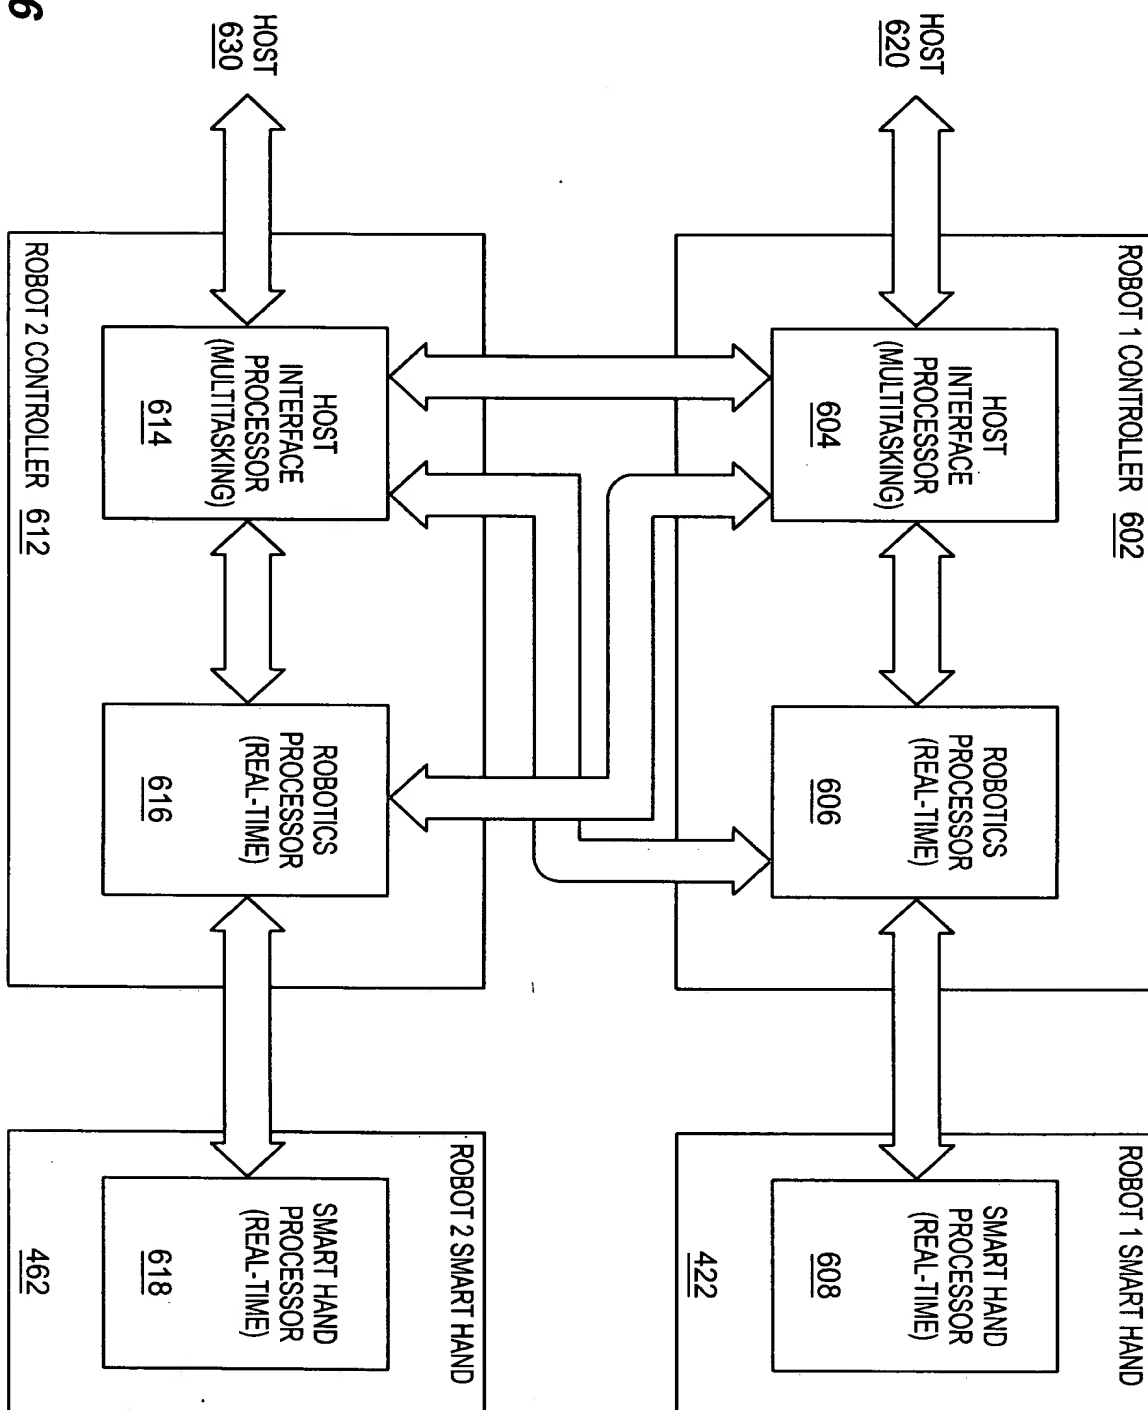 HOST
620
ROBOT 1 CONTROLLER 602
HOST
INTERFACE
PROCESSOR
(MULTITASKING)
604
ROBOTICS
PROCESSOR
(REAL-TIME)
606
ROBOT 1 SMART HAND
SMART HAND
PROCESSOR
(REAL-TIME)
608
422
HOST
630
HOST
INTERFACE
PROCESSOR
(MULTITASKING)
614
ROBOTICS
PROCESSOR
(REAL-TIME)
616
ROBOT 2 CONTROLLER 612
ROBOT 2 SMART HAND
SMART HAND
PROCESSOR
(REAL-TIME)
618
462
6